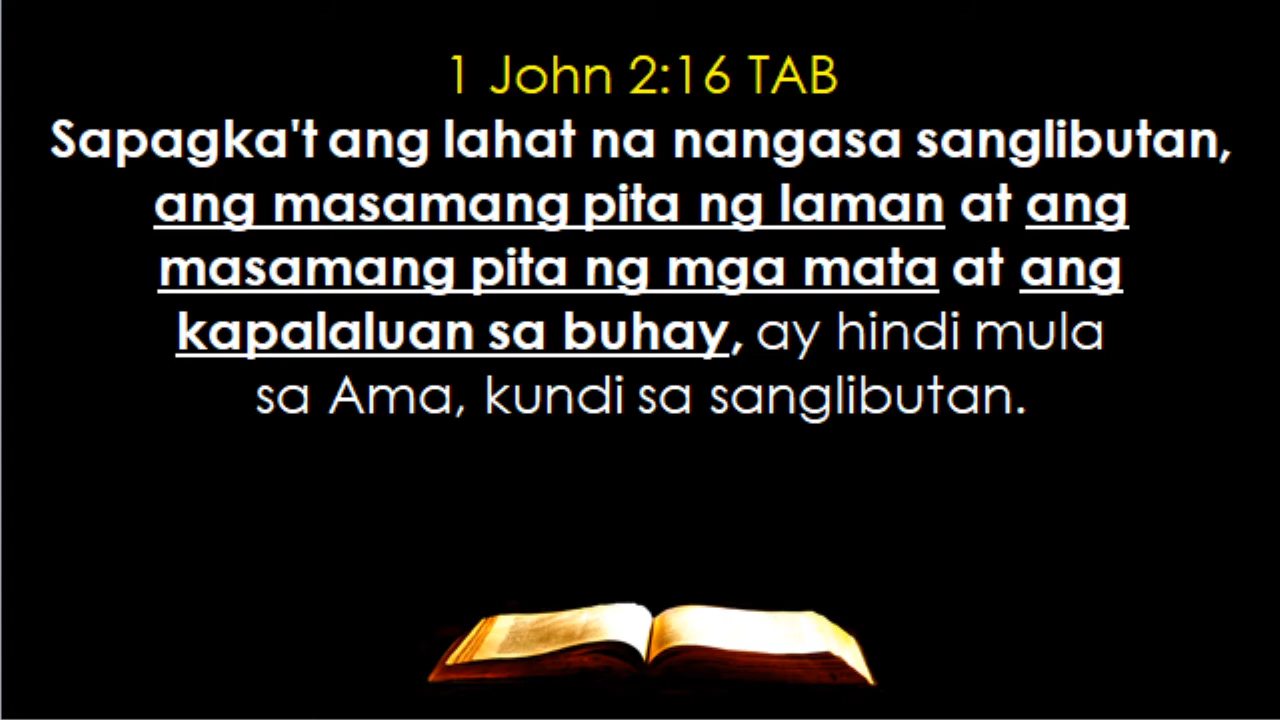 1 John 2:16 TAB
Sapagka't ang lahat na nangasa sanglibutan,
ang masamang pita ng laman at ang
masamang pita ng mga mata at ang
kapalaluan sa buhay, ay hindi mula
sa Ama, kundi sa sanglibutan.